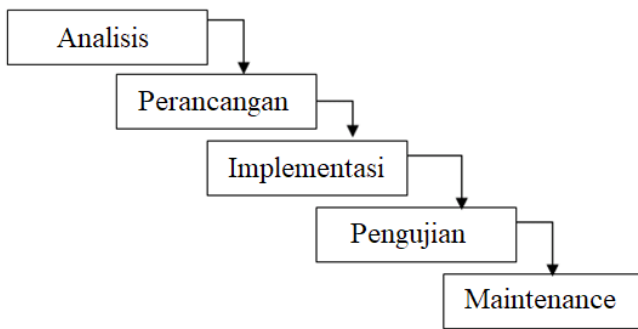 Analisis
Perancangan
Implementasi
Pengujian
Maintenance